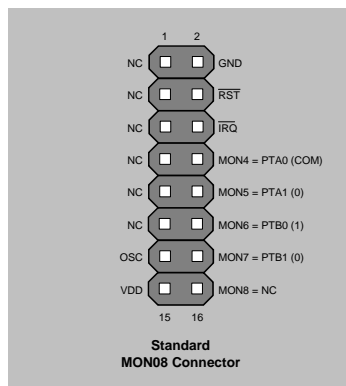 1 2
NC GND
NC RST
NC IRQ
NC MON4 = PTA0 (COM)
NC MON5 = PTA1 (0)
NC MON6 = PTB0 (1)
OSC MON7 = PTB1 (0)
VDD MON8 = NC
15 16
Standard
MON08 Connector